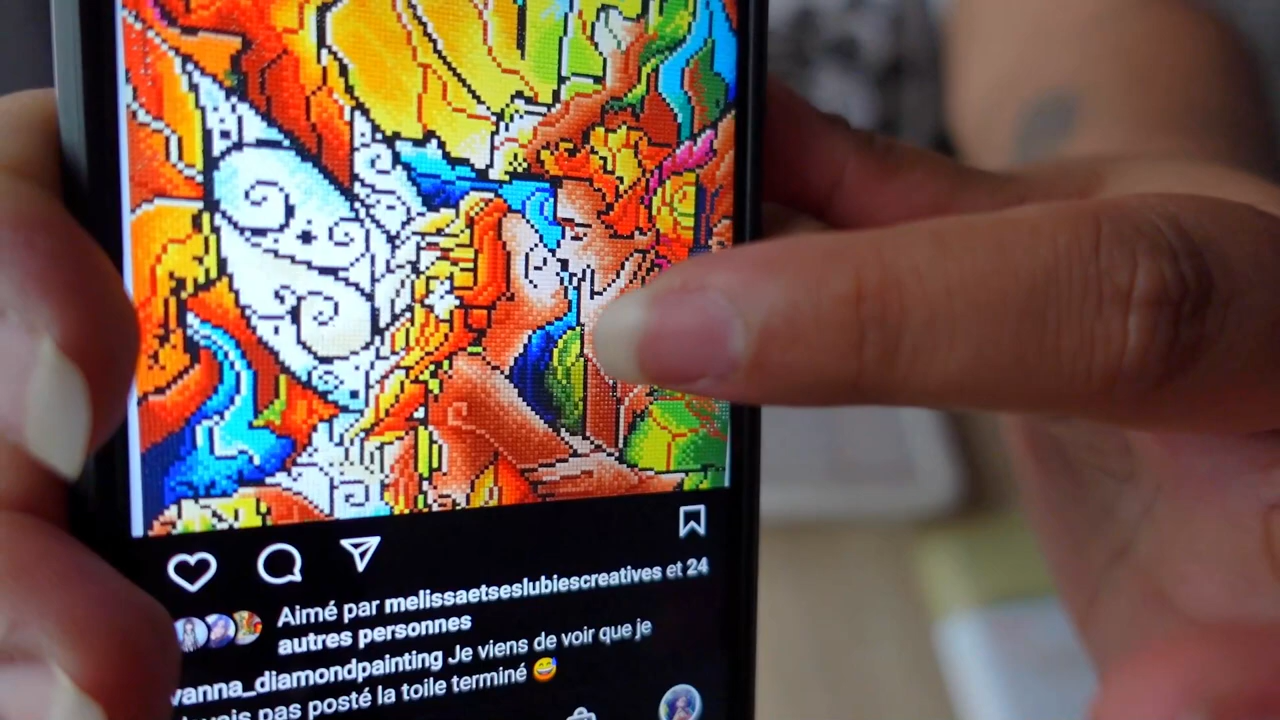 Aimé par melissaetseslubiescreatives et 24
autres personnes
vanna_diamondpainting Je viens de voir que je
pas posté la toile terminé 😅